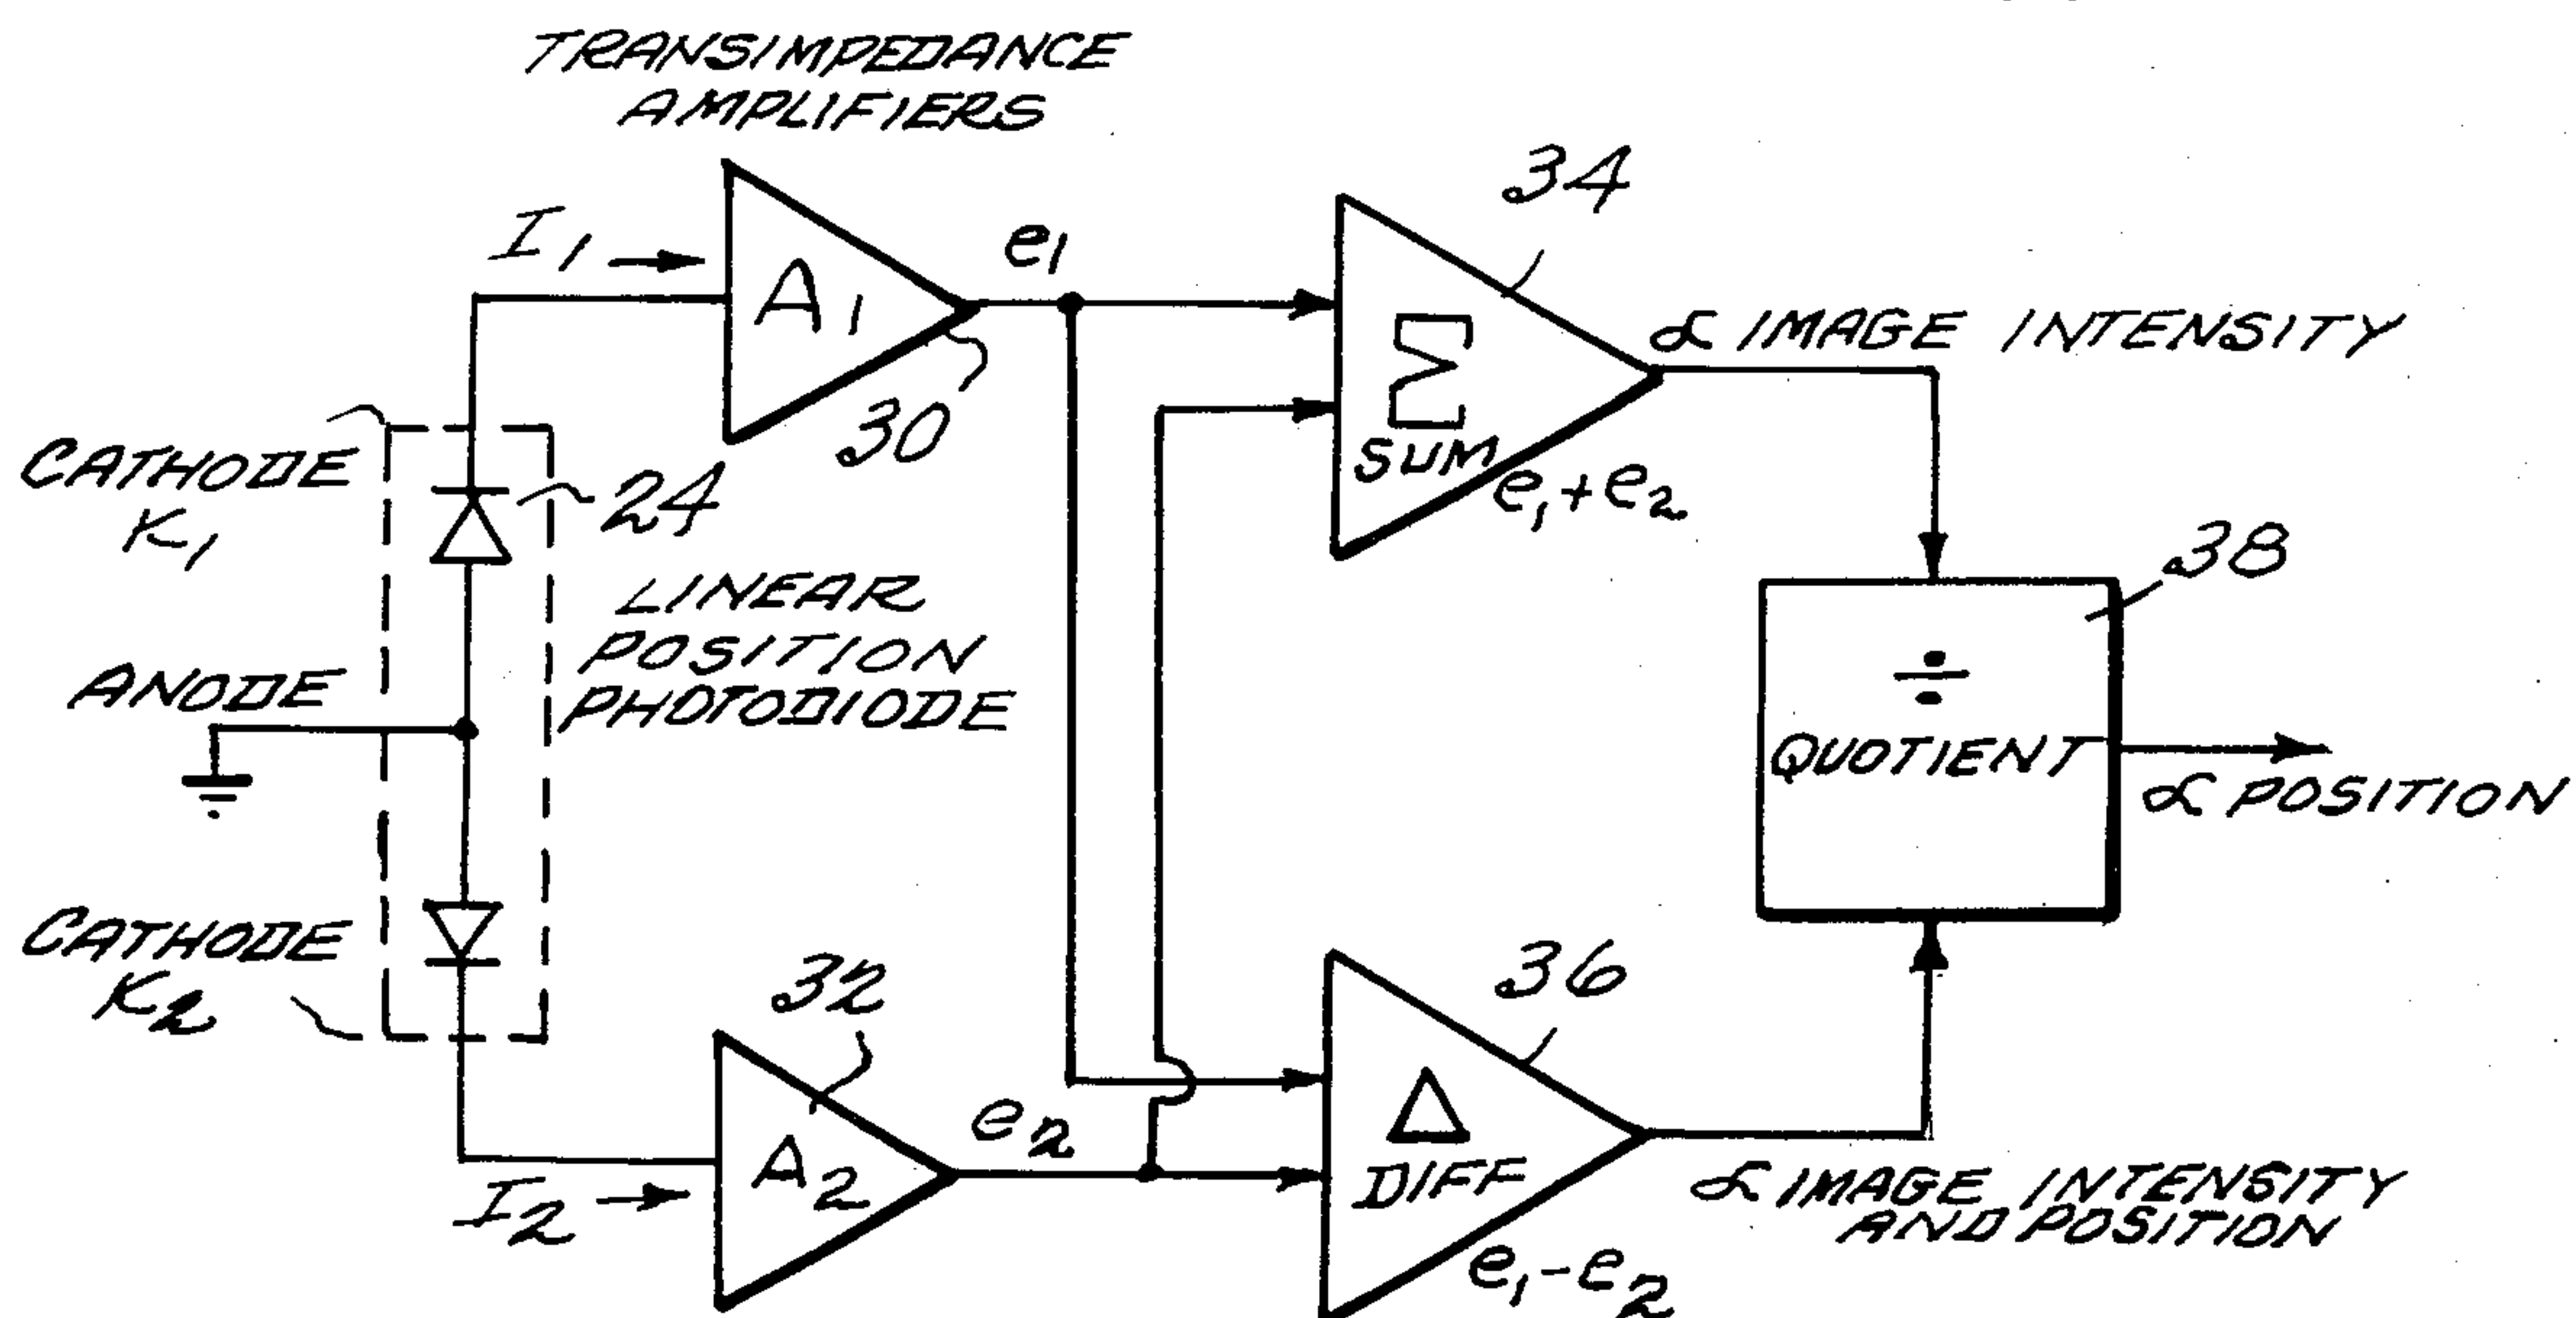 TRANSIMPEDANCE
AMPLIFIERS
I1
A1
e1
30
34
Σ
SUM
e1+e2
∝ IMAGE INTENSITY
CATHODE
K1
24
LINEAR
POSITION
PHOTODIODE
ANODE
38
÷
QUOTIENT
∝ POSITION
CATHODE
K2
32
I2
A2
e2
36
Δ
DIFF
e1-e2
∝ IMAGE INTENSITY
AND POSITION